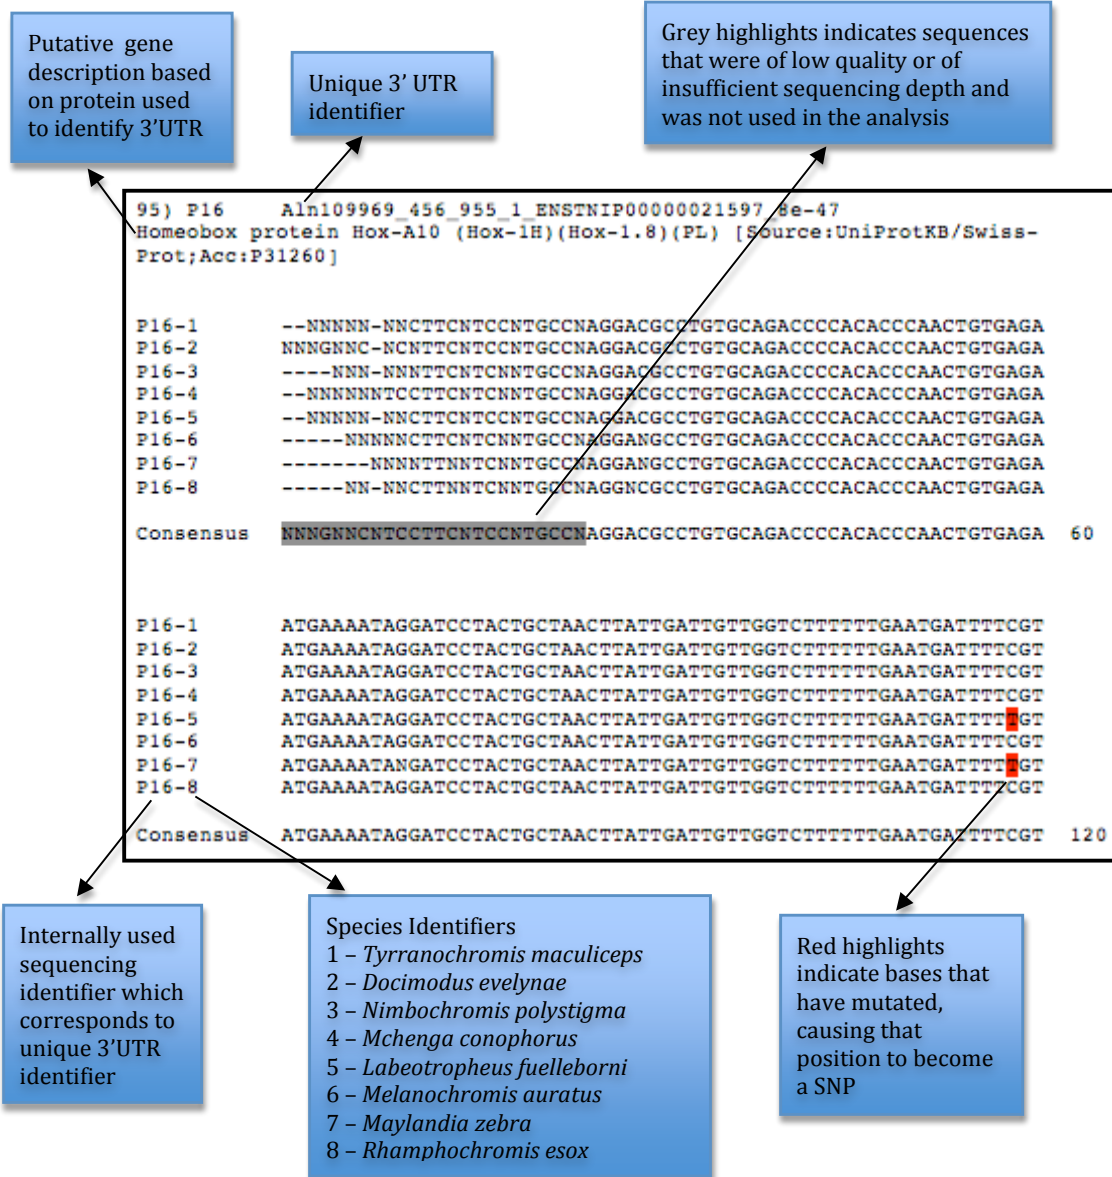 Putative gene
description based
on protein used
to identify 3'UTR
Unique 3' UTR
identifier
Grey highlights indicates sequences
that were of low quality or of
insufficient sequencing depth and
was not used in the analysis
95) P16 Aln109969_456_955_1_ENSTNIP00000021597_8e-47
Homeobox protein Hox-A10 (Hox-1H)(Hox-1.8)(PL) [Source:UniProtKB/Swiss-
Prot;Acc:P31260]
P16-1 --NNNNN-NNCTTCNTCCNTGCCNAGGACGCCTGTGCAGACCCCACACCCAACTGTGAGA
P16-2 NNNGNNC-NCNTTCNTCCNTGCCNAGGACGCCTGTGCAGACCCCACACCCAACTGTGAGA
P16-3 ----NNN-NNNTTCNTCCNTGCCNAGGACGCCTGTGCAGACCCCACACCCAACTGTGAGA
P16-4 --NNNNNNTCCTTCNTCCNTGCCNAGGACGCCTGTGCAGACCCCACACCCAACTGTGAGA
P16-5 --NNNNN-NNCTTCNTCCNTGCCNAGGACGCCTGTGCAGACCCCACACCCAACTGTGAGA
P16-6 -----NNNNNCTTCNTCNNTGCCNAGGANGCCTGTGCAGACCCCACACCCAACTGTGAGA
P16-7 -------NNNNTTNNTCNNTGCCNAGGANGCCTGTGCAGACCCCACACCCAACTGTGAGA
P16-8 -----NN-NNCTTNNTCNNTGCCNAGGNCGCCTGTGCAGACCCCACACCCAACTGTGAGA
Consensus NNNGNNCNTCCTTCNTCCNTGCCNAGGACGCCTGTGCAGACCCCACACCCAACTGTGAGA 60
P16-1 ATGAAAATAGGATCCTACTGCTAACTTATTGATTGTTGGTCTTTTTTGAATGATTTTCGT
P16-2 ATGAAAATAGGATCCTACTGCTAACTTATTGATTGTTGGTCTTTTTTGAATGATTTTCGT
P16-3 ATGAAAATAGGATCCTACTGCTAACTTATTGATTGTTGGTCTTTTTTGAATGATTTTCGT
P16-4 ATGAAAATAGGATCCTACTGCTAACTTATTGATTGTTGGTCTTTTTTGAATGATTTTCGT
P16-5 ATGAAAATAGGATCCTACTGCTAACTTATTGATTGTTGGTCTTTTTTGAATGATTTTTGT
P16-6 ATGAAAATAGGATCCTACTGCTAACTTATTGATTGTTGGTCTTTTTTGAATGATTTTCGT
P16-7 ATGAAAATANGATCCTACTGCTAACTTATTGATTGTTGGTCTTTTTTGAATGATTTTTGT
P16-8 ATGAAAATAGGATCCTACTGCTAACTTATTGATTGTTGGTCTTTTTTGAATGATTTTCGT
Consensus ATGAAAATAGGATCCTACTGCTAACTTATTGATTGTTGGTCTTTTTTGAATGATTTTCGT 120
Internally used
sequencing
identifier which
corresponds to
unique 3'UTR
identifier
Species Identifiers
1 – Tyrranochromis maculiceps
2 – Docimodus evelynae
3 – Nimbochromis polystigma
4 – Mchenga conophorus
5 – Labeotropheus fuelleborni
6 – Melanochromis auratus
7 – Maylandia zebra
8 – Rhamphochromis esox
Red highlights
indicate bases that
have mutated,
causing that
position to become
a SNP